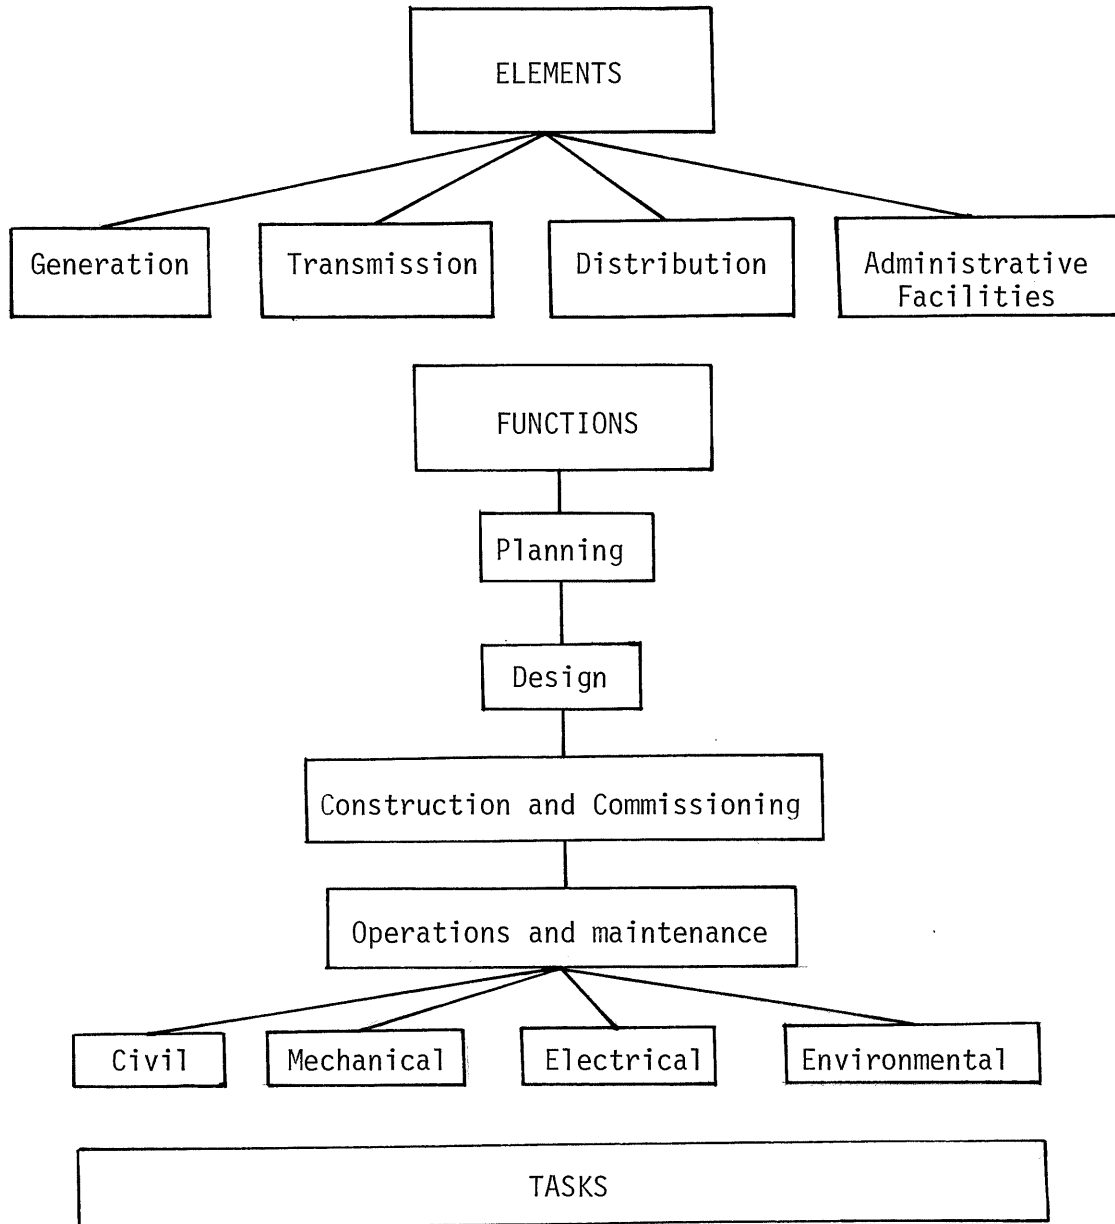 ELEMENTS
Generation
Transmission
Distribution
Administrative
Facilities
FUNCTIONS
Planning
Design
Construction and Commissioning
Operations and maintenance
Civil
Mechanical
Electrical
Environmental
TASKS